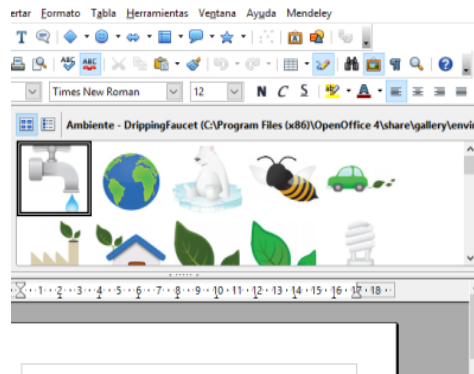 ertar Formato Tabla Herramientas Ventana Ayuda Mendeley
Times New Roman 12 N C S
Ambiente - DrippingFaucet (C:\Program Files (x86)\OpenOffice 4\share\gallery\envir
1 2 3 4 5 6 7 8 9 10 11 12 13 14 15 16 17 18